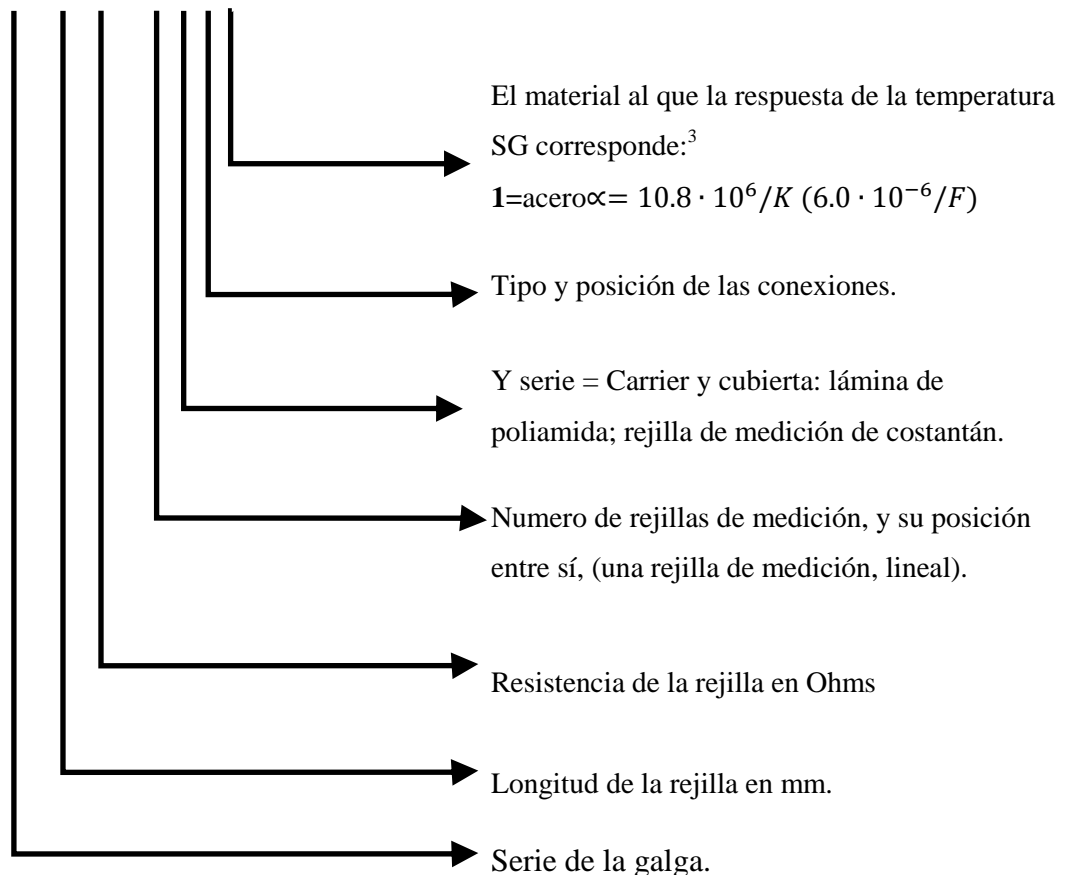 El material al que la respuesta de la temperatura
SG corresponde:³
1=acero∝= 10.8 · 10⁶/K (6.0 · 10⁻⁶/F)
Tipo y posición de las conexiones.
Y serie = Carrier y cubierta: lámina de
poliamida; rejilla de medición de costantán.
Numero de rejillas de medición, y su posición
entre sí, (una rejilla de medición, lineal).
Resistencia de la rejilla en Ohms
Longitud de la rejilla en mm.
Serie de la galga.